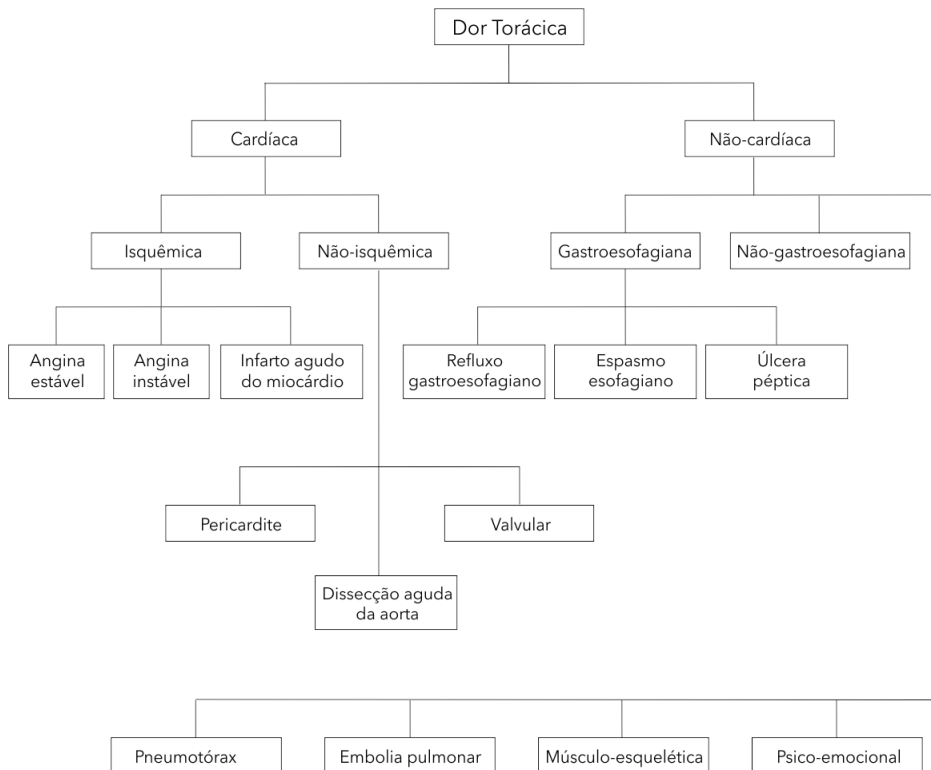 Dor Torácica
Cardíaca
Não-cardíaca
Isquêmica
Não-isquêmica
Gastroesofagiana
Não-gastroesofagiana
Angina
estável
Angina
instável
Infarto agudo
do miocárdio
Refluxo
gastroesofagiano
Espasmo
esofagiano
Úlcera
péptica
Pericardite
Valvular
Dissecção aguda
da aorta
Pneumotórax
Embolia pulmonar
Músculo-esquelética
Psico-emocional